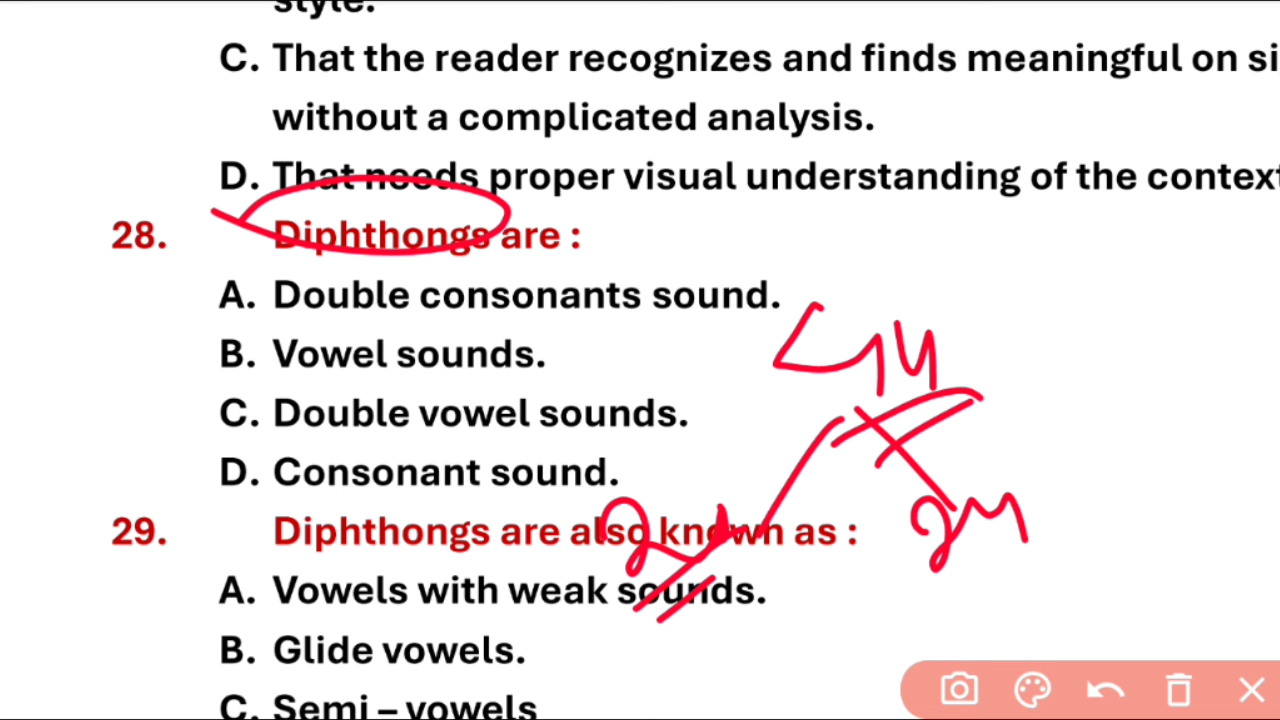 style.
C. That the reader recognizes and finds meaningful on si
without a complicated analysis.
D. That needs proper visual understanding of the context
28. Diphthongs are :
A. Double consonants sound.
B. Vowel sounds.
C. Double vowel sounds.
D. Consonant sound.
29. Diphthongs are also known as :
A. Vowels with weak sounds.
B. Glide vowels.
C. Semi – vowels